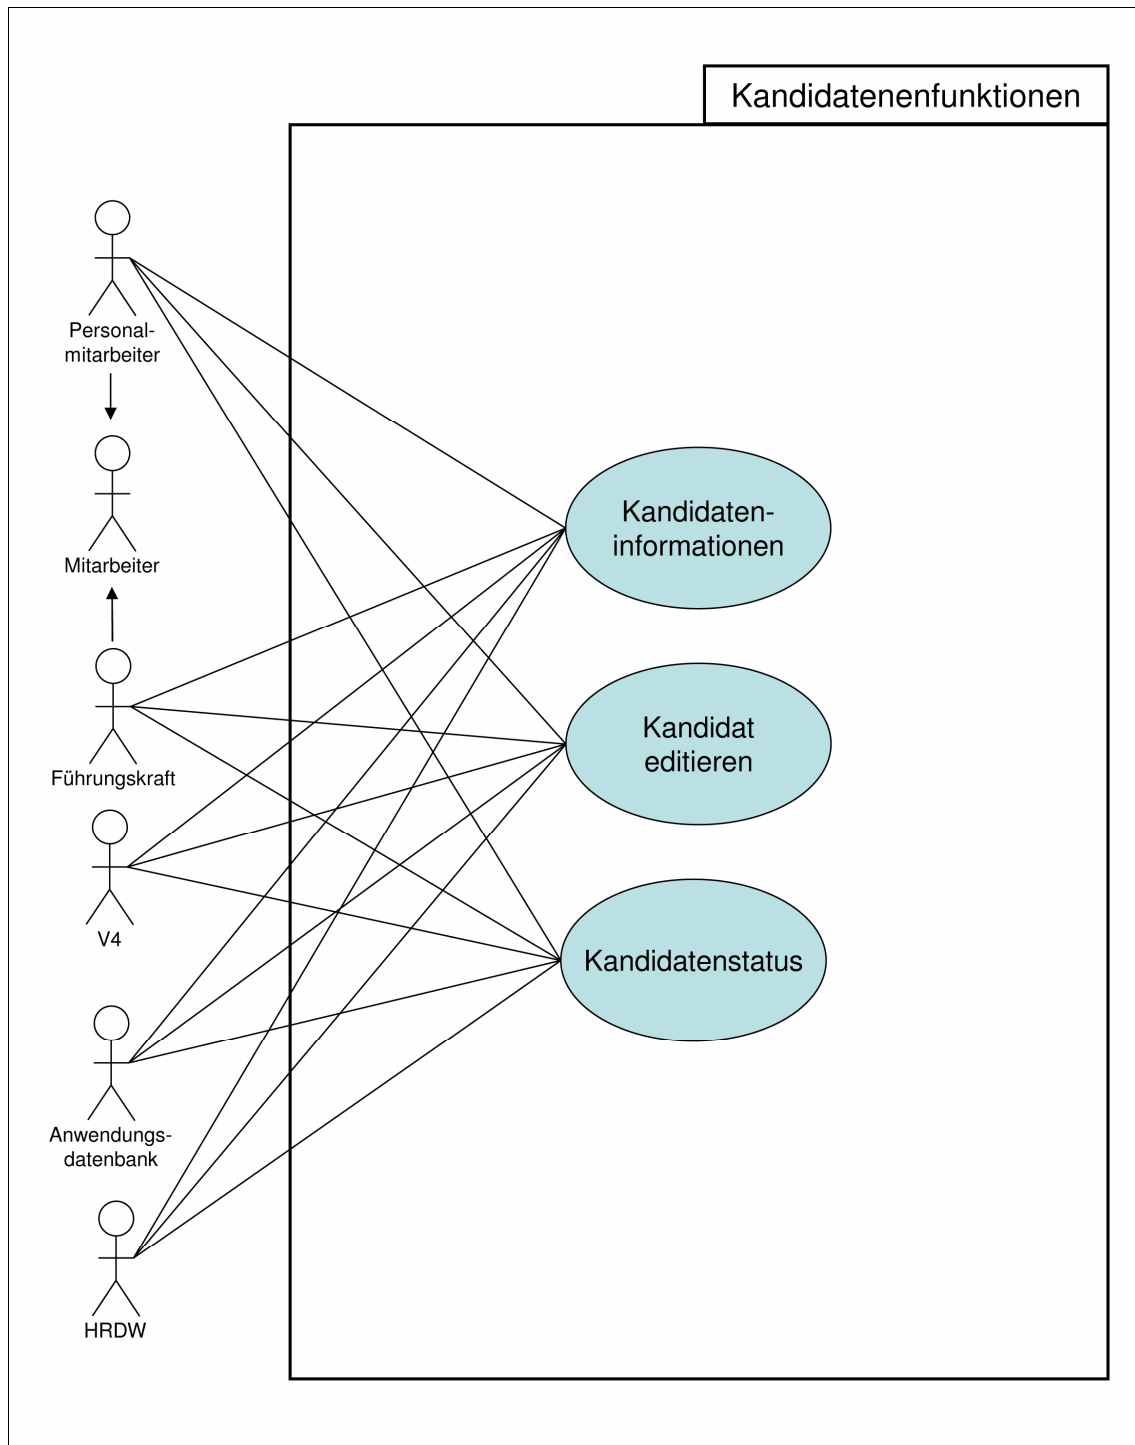 Kandidatenenfunktionen
Personal-
mitarbeiter
Mitarbeiter
Führungskraft
V4
Anwendungs-
datenbank
HRDW
Kandidaten-
informationen
Kandidat
editieren
Kandidatenstatus